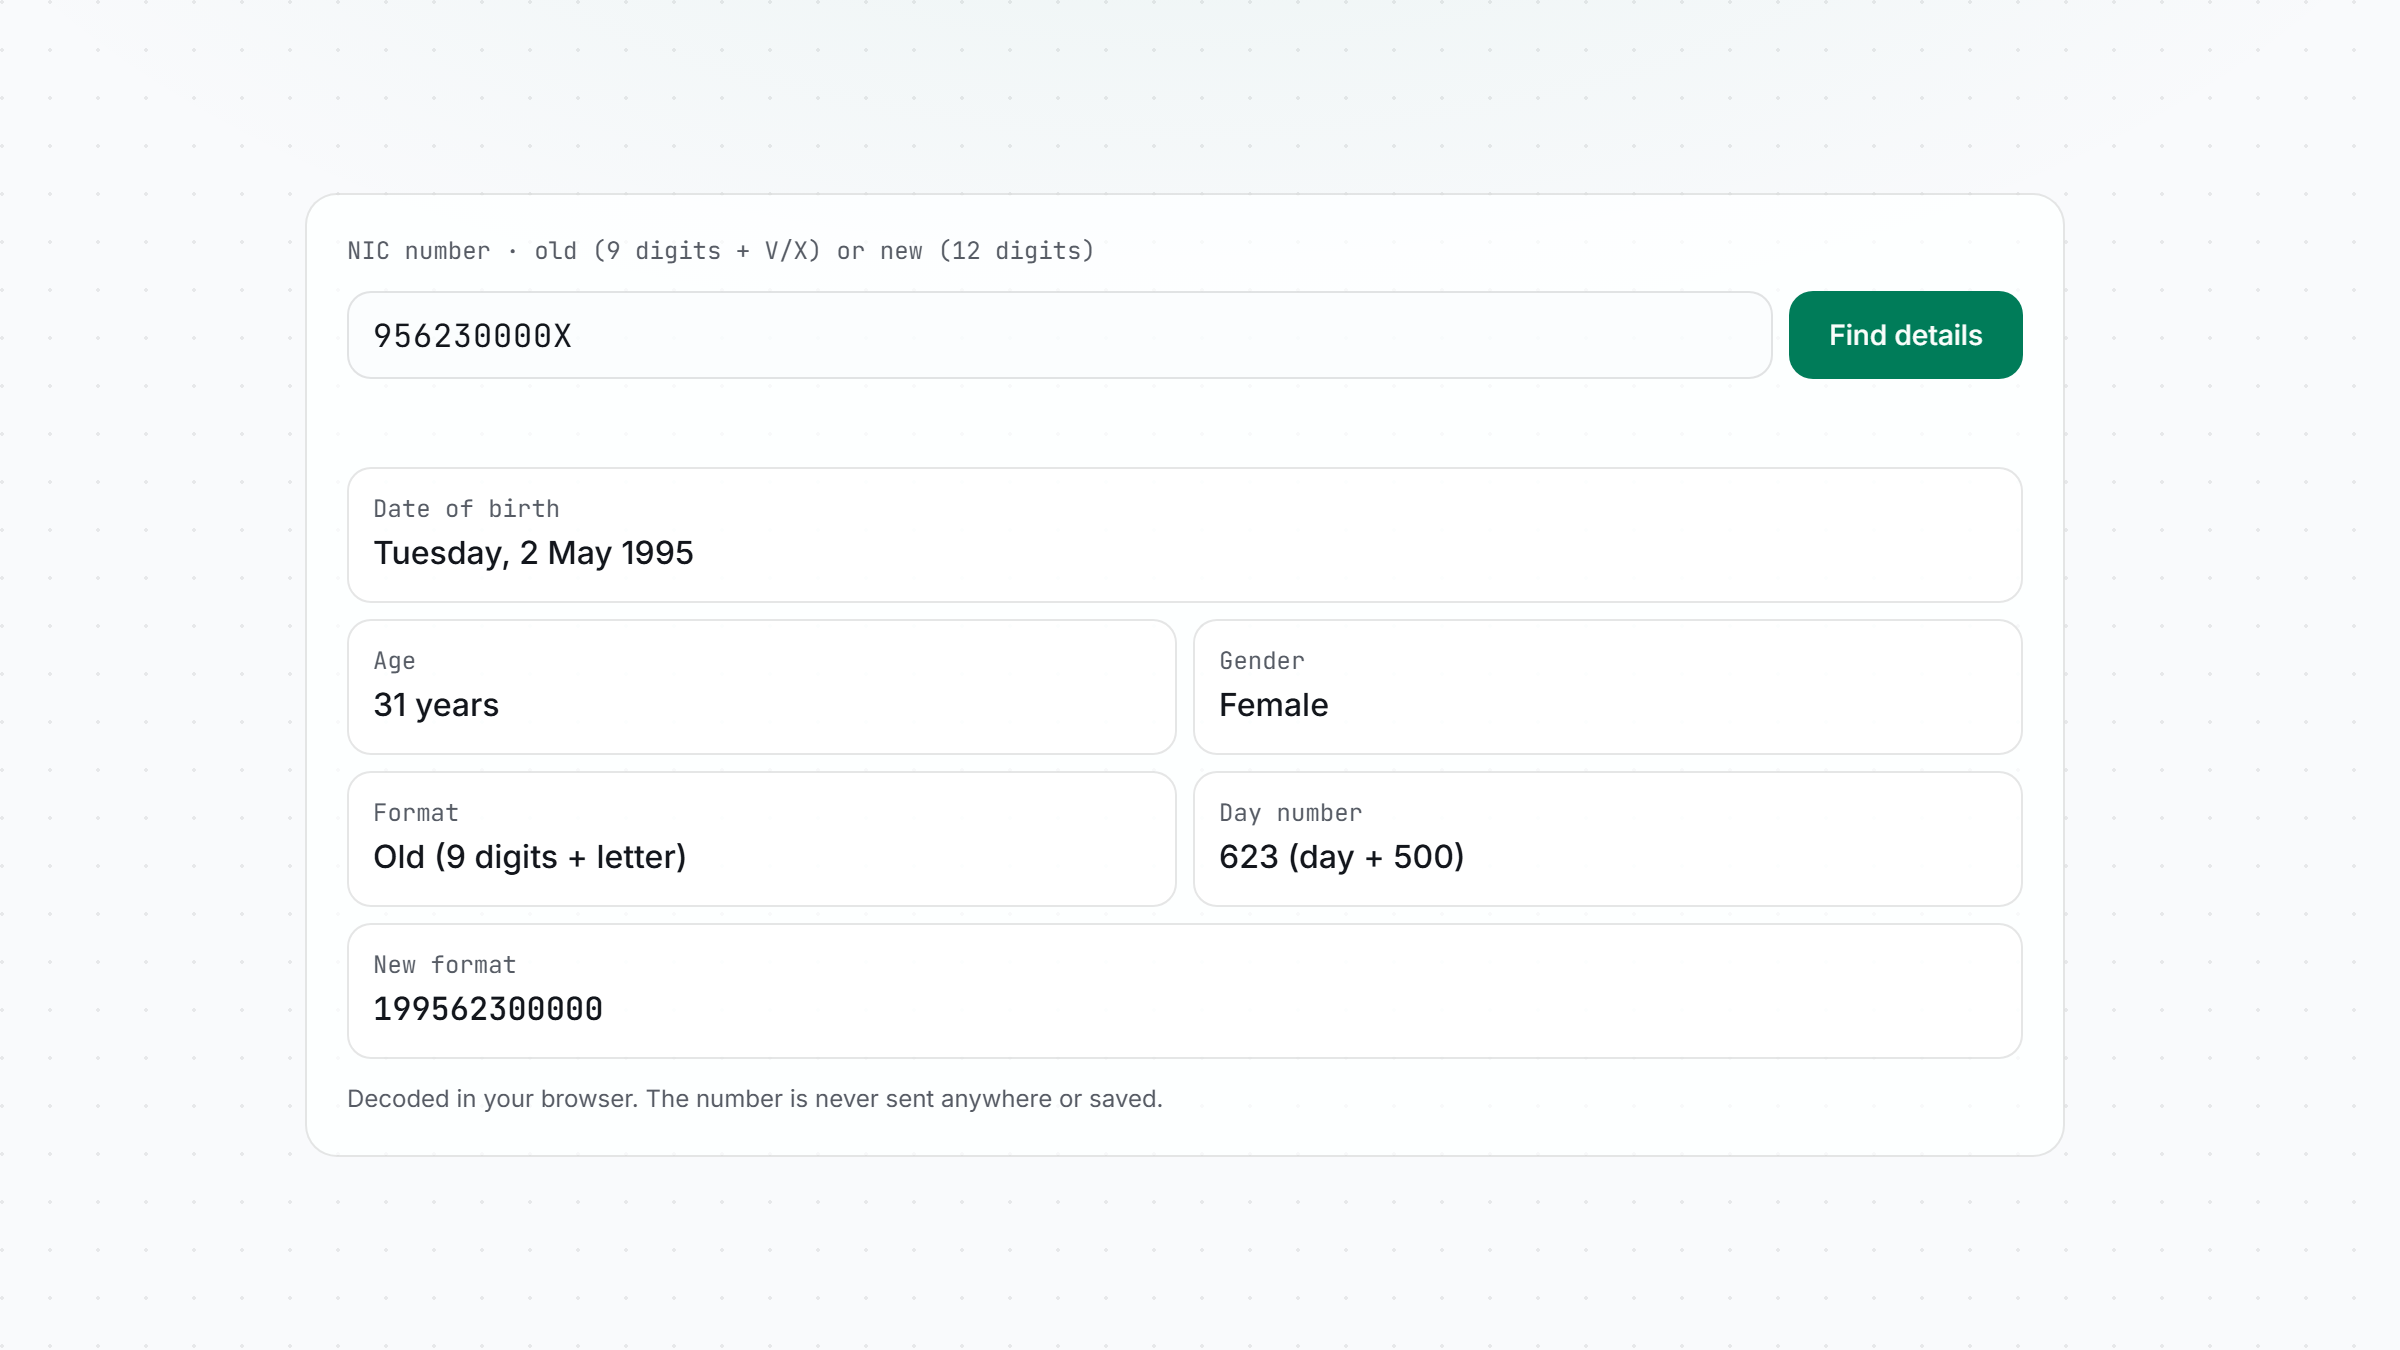 NIC number · old (9 digits + V/X) or new (12 digits)
956230000X
Find details
Date of birth
Tuesday, 2 May 1995
Age
31 years
Gender
Female
Format
Old (9 digits + letter)
Day number
623 (day + 500)
New format
199562300000
Decoded in your browser. The number is never sent anywhere or saved.